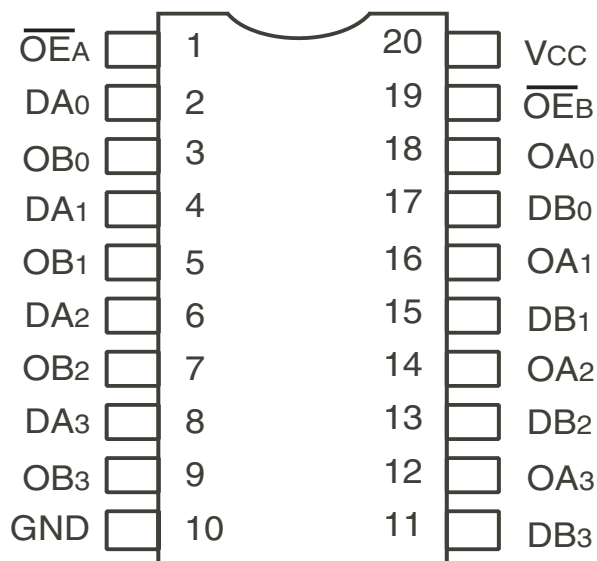 O̅E̅A 1 20 VCC
DA0 2 19 O̅E̅B
OB0 3 18 OA0
DA1 4 17 DB0
OB1 5 16 OA1
DA2 6 15 DB1
OB2 7 14 OA2
DA3 8 13 DB2
OB3 9 12 OA3
GND 10 11 DB3